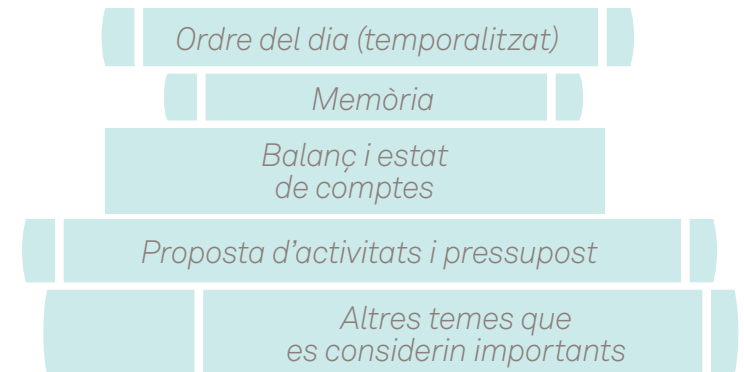 Ordre del dia (temporalitzat)
Memòria
Balanç i estat
de comptes
Proposta d’activitats i pressupost
Altres temes que
es considerin importants